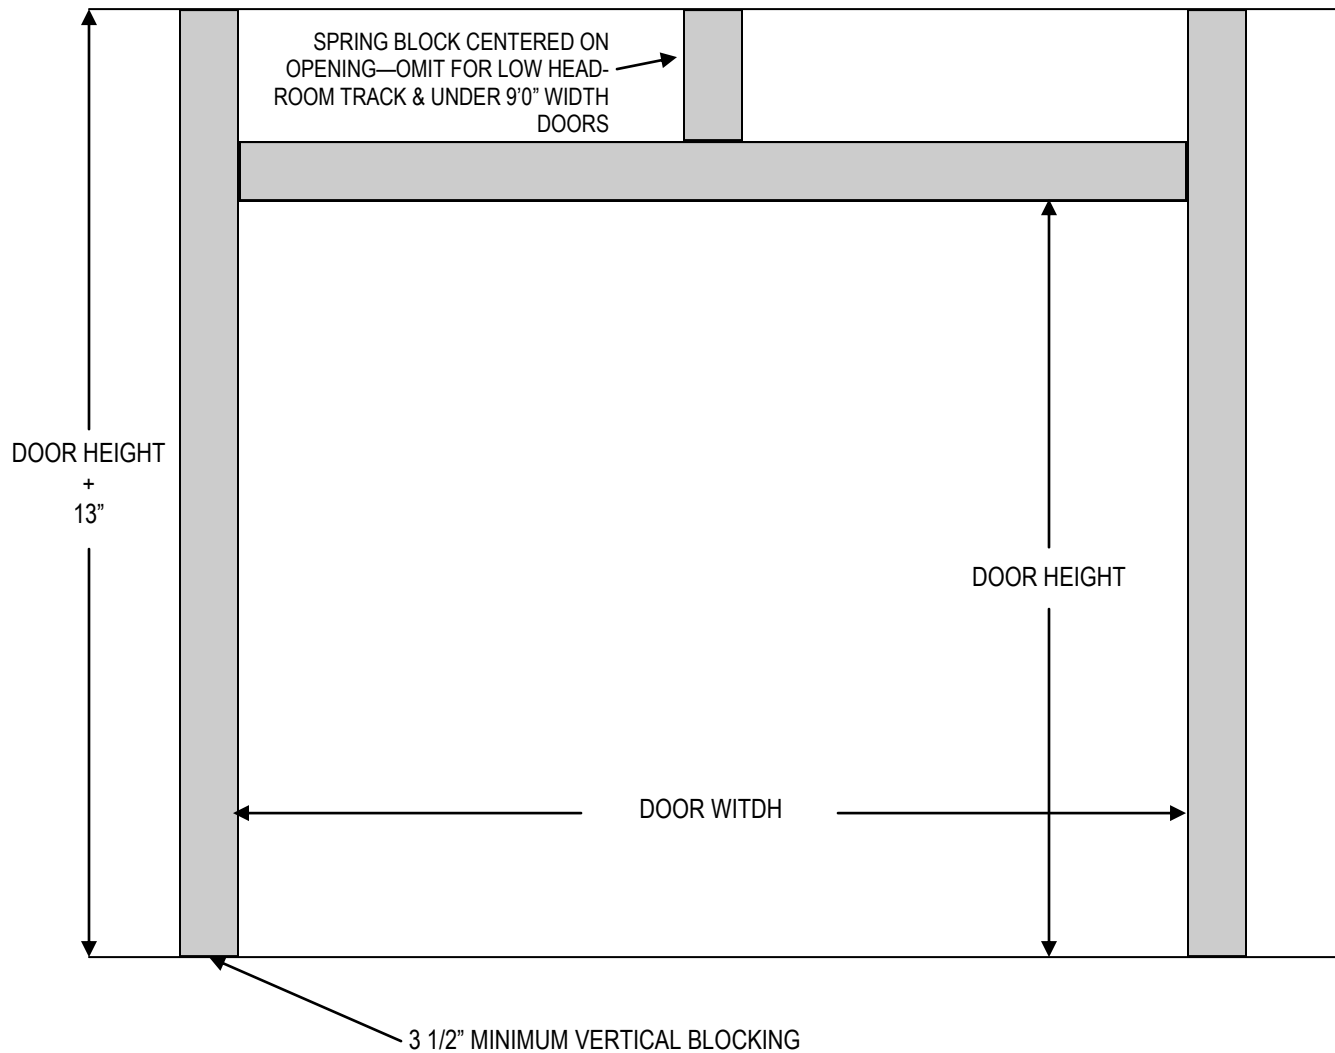 SPRING BLOCK CENTERED ON
OPENING—OMIT FOR LOW HEAD-
ROOM TRACK & UNDER 9’0” WIDTH
DOORS
DOOR HEIGHT
+
13”
DOOR HEIGHT
DOOR WITDH
3 1/2” MINIMUM VERTICAL BLOCKING